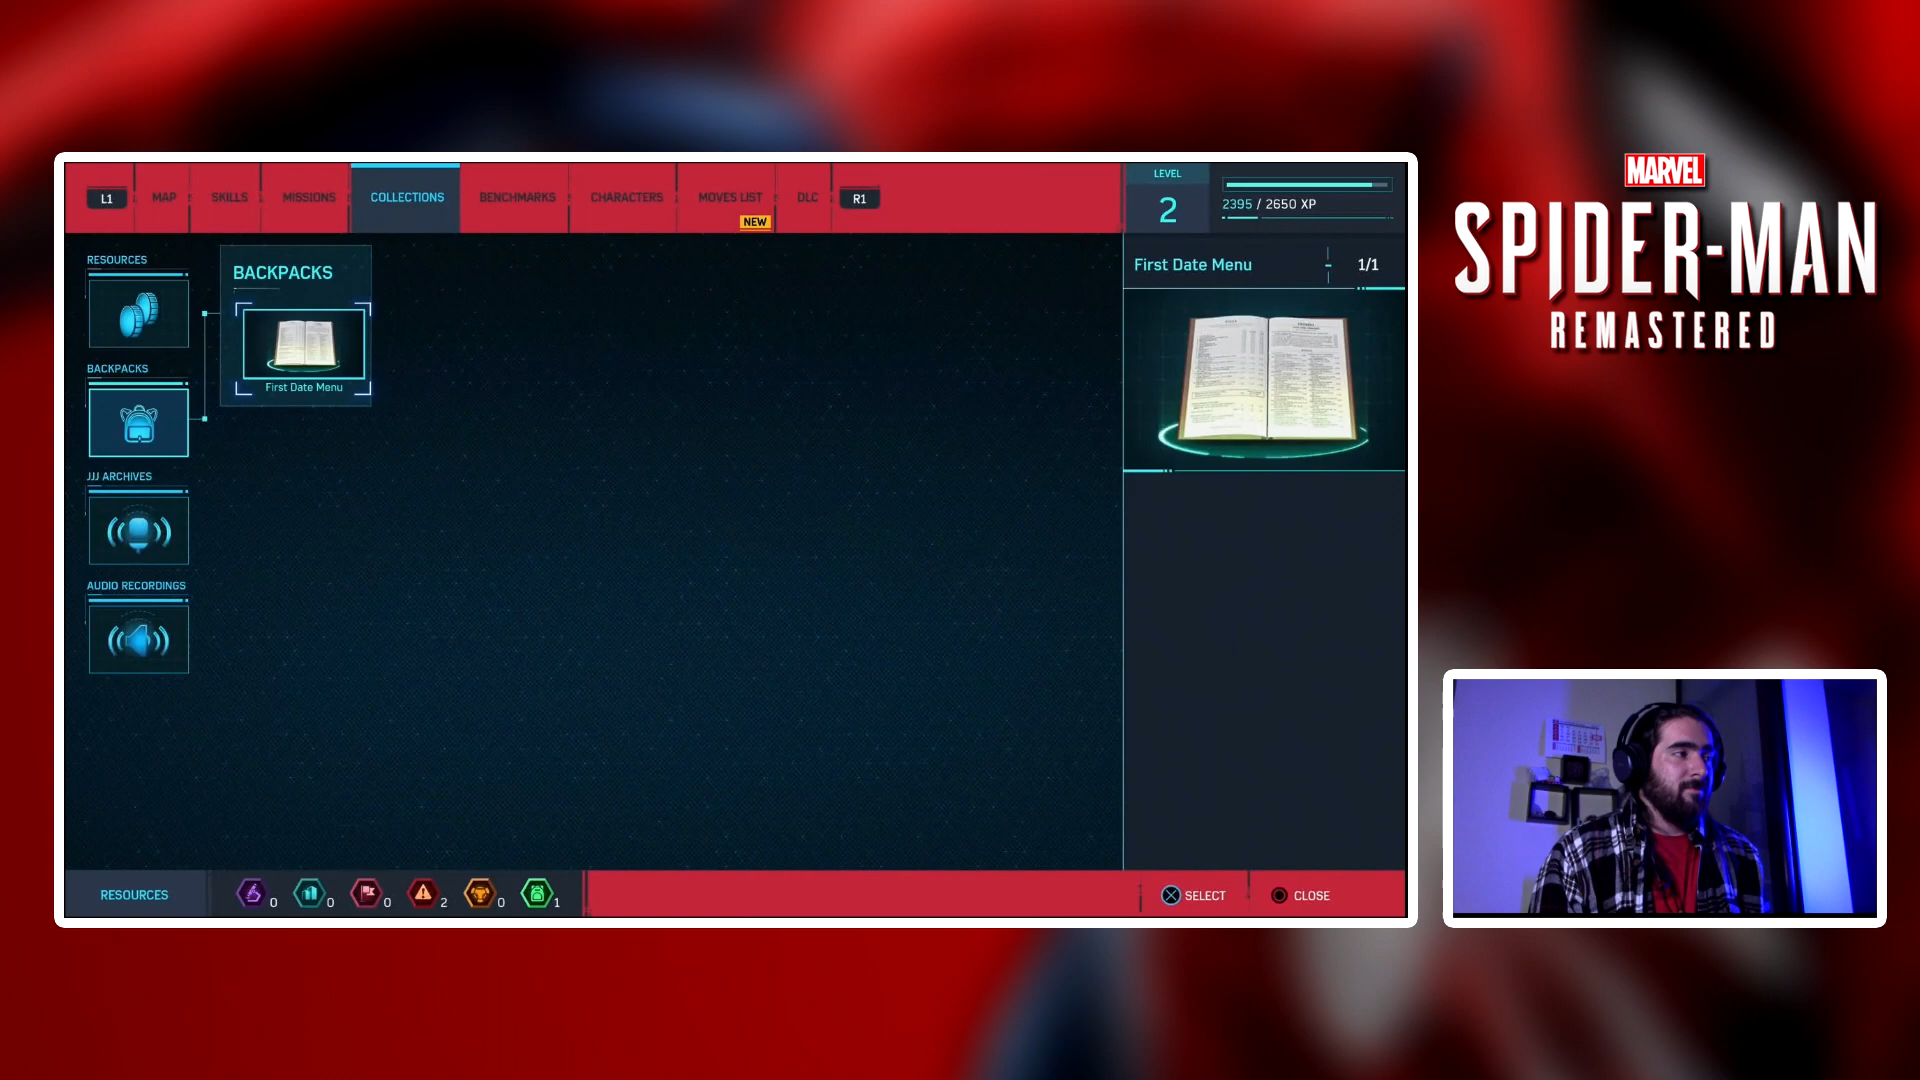 L1
MAP
SKILLS
MISSIONS
COLLECTIONS
BENCHMARKS
CHARACTERS
MOVES LIST
NEW
DLC
R1
LEVEL
2
2395 / 2650 XP
RESOURCES
BACKPACKS
JJJ ARCHIVES
AUDIO RECORDINGS
BACKPACKS
First Date Menu
First Date Menu
1/1
RESOURCES
0
0
0
2
0
1
SELECT
CLOSE
MARVEL
SPIDER-MAN
REMASTERED